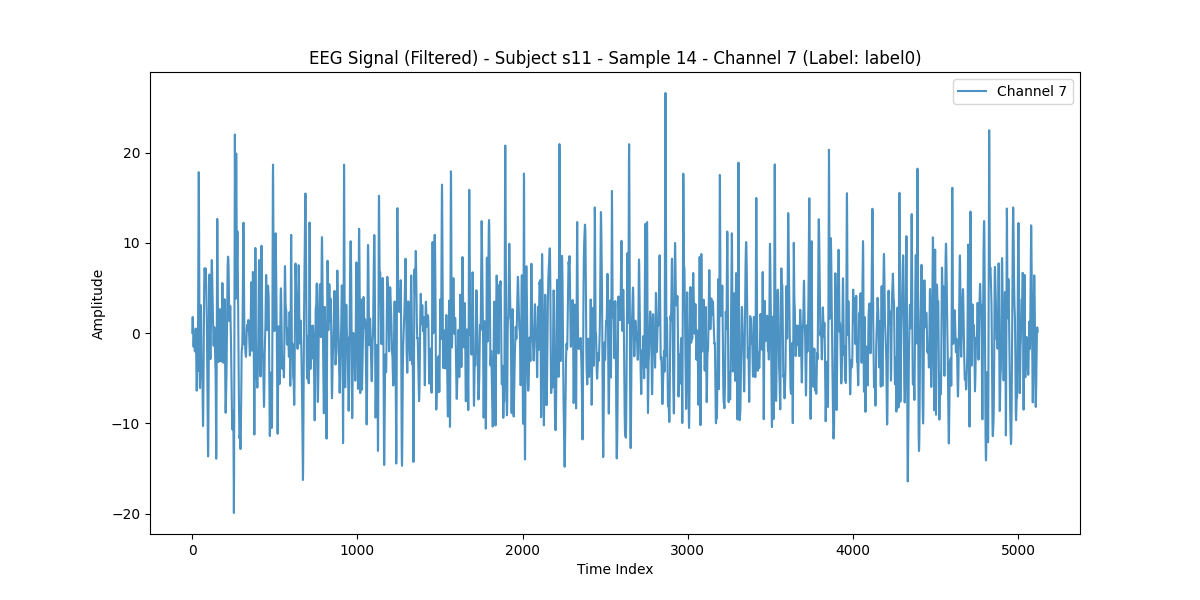 EEG Signal (Filtered) - Subject s11 - Sample 14 - Channel 7 (Label: label0)
Channel 7
Amplitude
20
10
0
−10
−20
0 1000 2000 3000 4000 5000
Time Index